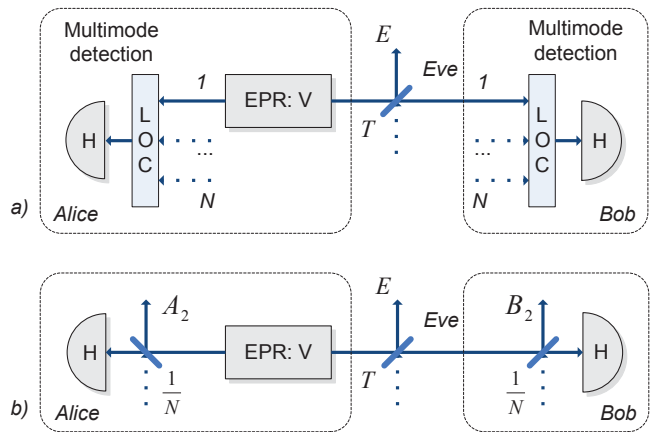 Multimode
detection
E
Multimode
detection
1
Eve
1
EPR: V
L
O
C
H
T
...
...
L
O
C
H
N
N
a)
Alice
Bob
A2
E
B2
Eve
H
EPR: V
H
1/N
T
1/N
b)
Alice
Bob